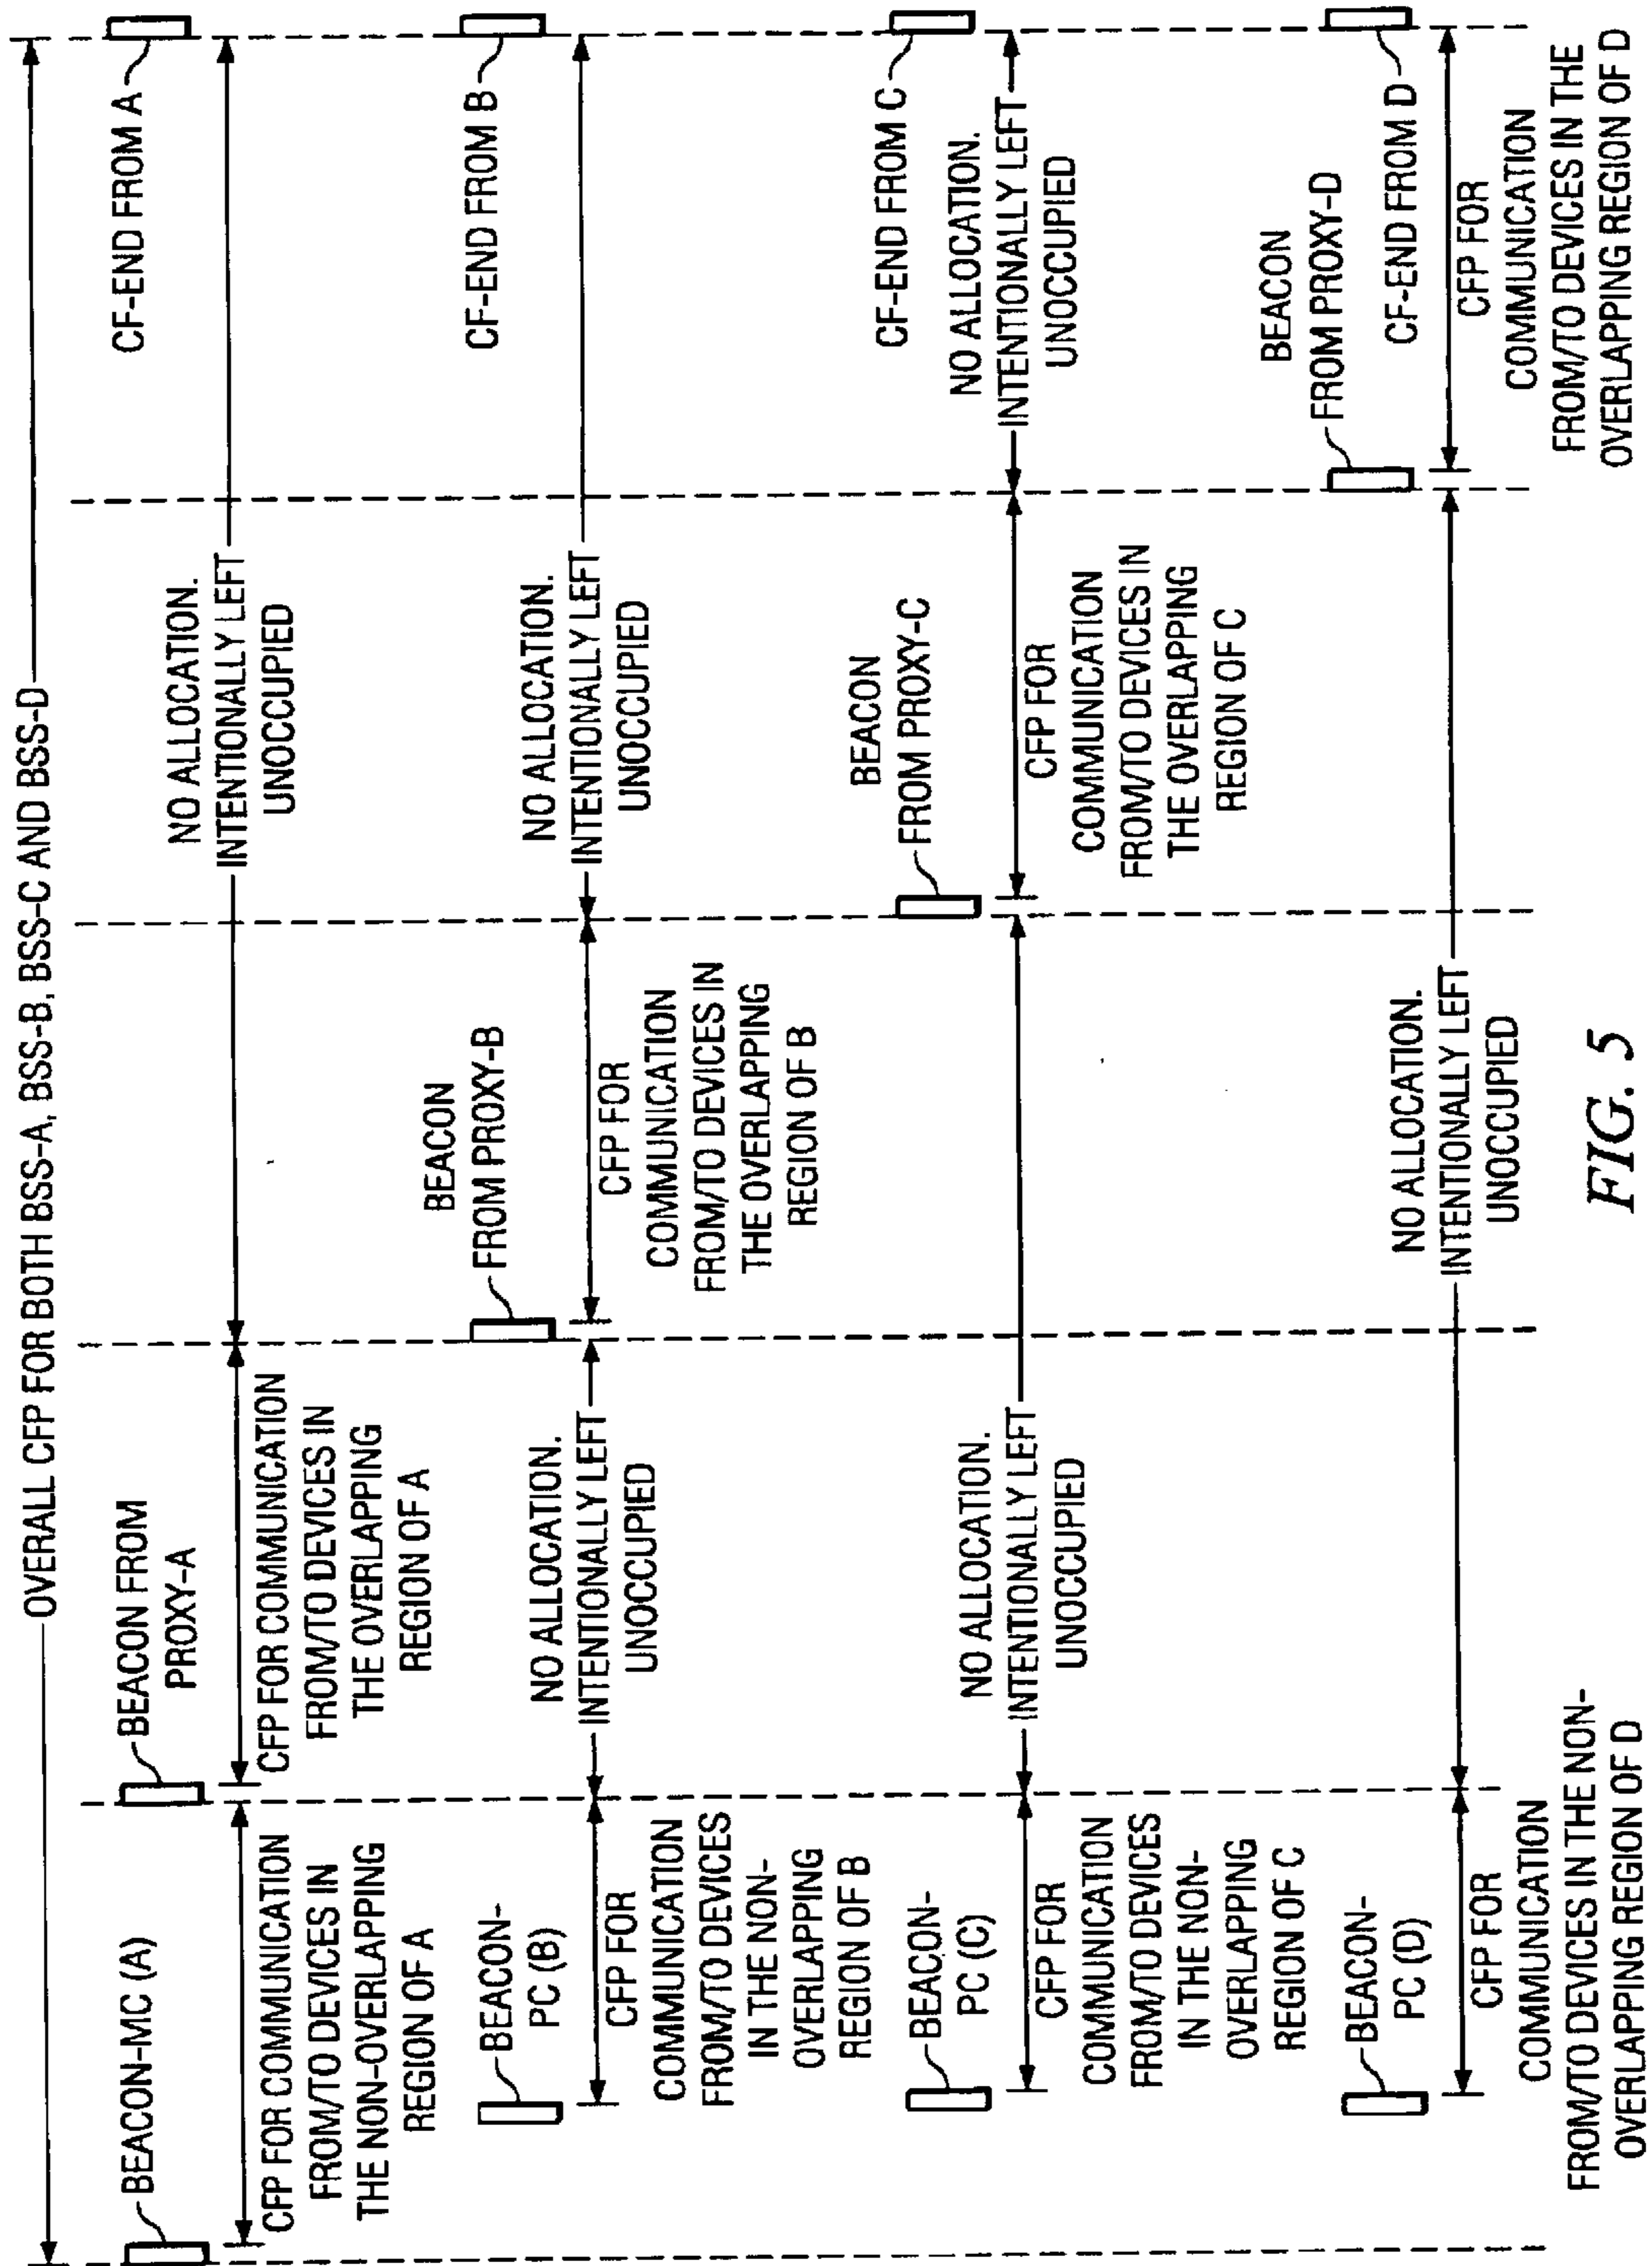 OVERALL CFP FOR BOTH BSS-A, BSS-B, BSS-C AND BSS-D
BEACON-MC (A)
CFP FOR COMMUNICATION
FROM/TO DEVICES IN
THE NON-OVERLAPPING
REGION OF A
BEACON FROM
PROXY-A
CFP FOR COMMUNICATION
FROM/TO DEVICES IN
THE OVERLAPPING
REGION OF A
NO ALLOCATION.
INTENTIONALLY LEFT
UNOCCUPIED
CF-END FROM A
BEACON-
PC (B)
CFP FOR
COMMUNICATION
FROM/TO DEVICES
IN THE NON-
OVERLAPPING
REGION OF B
NO ALLOCATION.
INTENTIONALLY LEFT
UNOCCUPIED
BEACON
FROM PROXY-B
CFP FOR
COMMUNICATION
FROM/TO DEVICES IN
THE OVERLAPPING
REGION OF B
NO ALLOCATION.
INTENTIONALLY LEFT
UNOCCUPIED
CF-END FROM B
BEACON-
PC (C)
CFP FOR
COMMUNICATION
FROM/TO DEVICES
IN THE NON-
OVERLAPPING
REGION OF C
NO ALLOCATION.
INTENTIONALLY LEFT
UNOCCUPIED
BEACON
FROM PROXY-C
CFP FOR
COMMUNICATION
FROM/TO DEVICES IN
THE OVERLAPPING
REGION OF C
CF-END FROM C
NO ALLOCATION.
INTENTIONALLY LEFT
UNOCCUPIED
BEACON-
PC (D)
CFP FOR
COMMUNICATION
FROM/TO DEVICES IN THE NON-
OVERLAPPING REGION OF D
NO ALLOCATION.
INTENTIONALLY LEFT
UNOCCUPIED
BEACON
FROM PROXY-D
CF-END FROM D
CFP FOR
COMMUNICATION
FROM/TO DEVICES IN THE
OVERLAPPING REGION OF D
FIG. 5